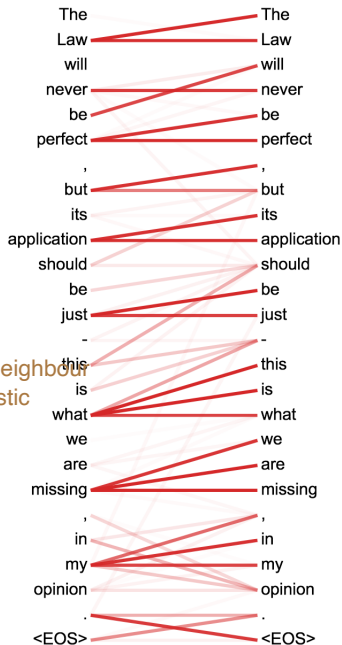 The The
Law Law
will will
never never
be be
perfect perfect
, ,
but but
its its
application application
should should
be be
just just
- -
this this
eighbour
is is
stic
what what
we we
are are
missing missing
, ,
in in
my my
opinion opinion
. .
<EOS> <EOS>